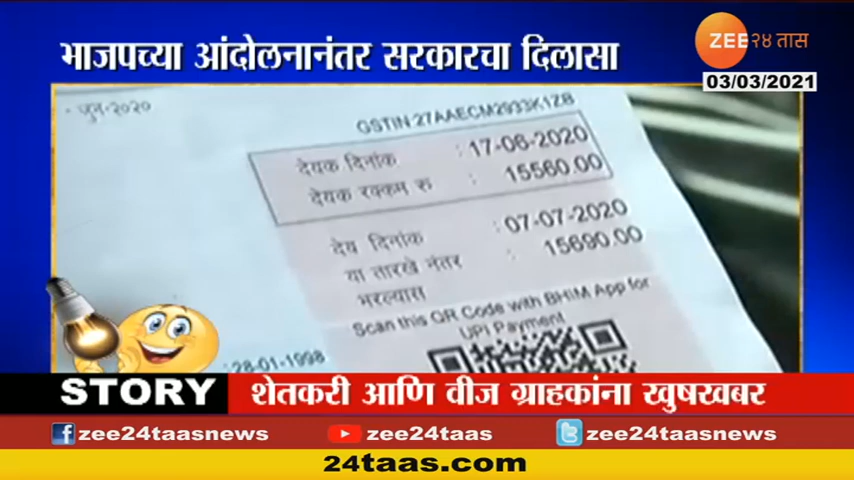 भाजपच्या आंदोलनानंतर सरकारचा दिलासा
ZEE २४ तास
03/03/2021
- जुन-२०२०
GSTIN 27AAECM2933K1ZB
देयक दिनांक : 17-06-2020
देयक रक्कम रु : 15560.00
देय दिनांक : 07-07-2020
या तारखे नंतर : 15690.00
भरल्यास
Scan this QR Code with BHIM App for
UPI Payment
28-01-1998
STORY शेतकरी आणि वीज ग्राहकांना खुषखबर
zee24taasnews zee24taas zee24taasnews
24taas.com